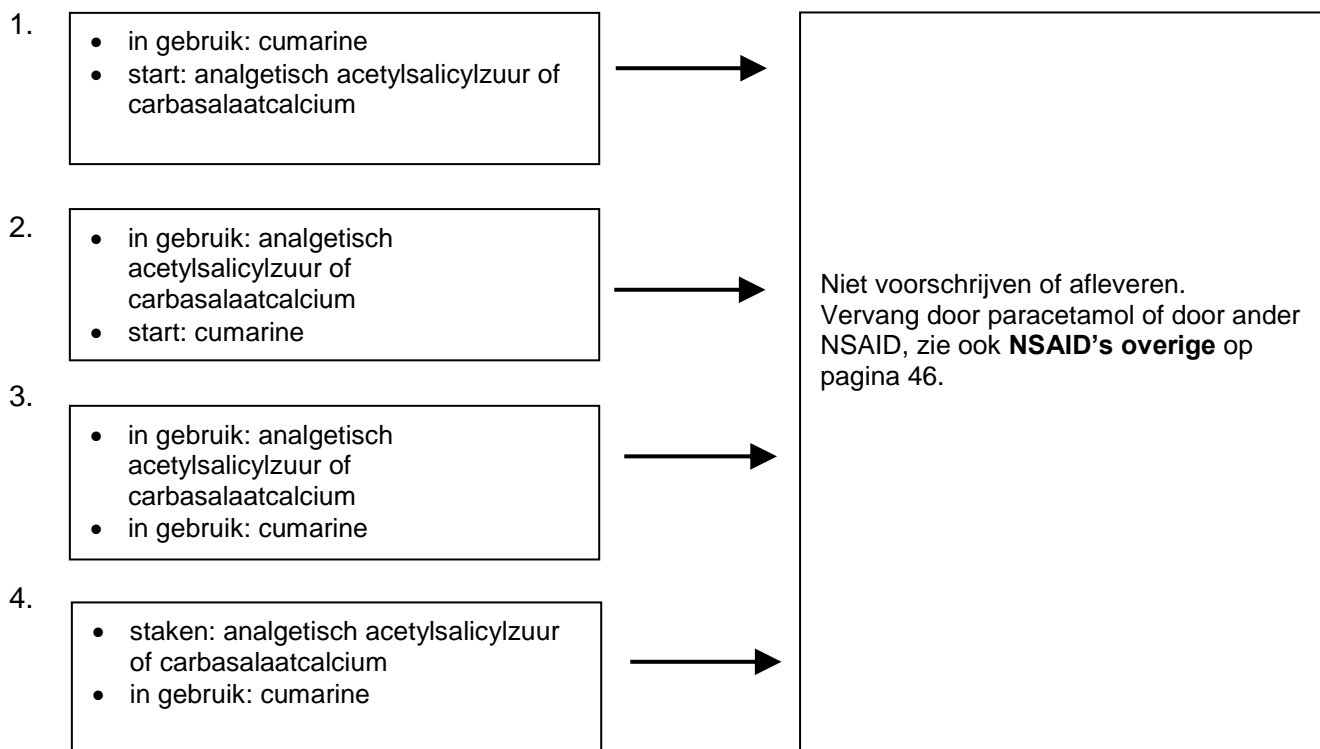 1.
• in gebruik: cumarine
• start: analgetisch acetylsalicylzuur of
carbasalaatcalcium
2.
• in gebruik: analgetisch
acetylsalicylzuur of
carbasalaatcalcium
• start: cumarine
3.
• in gebruik: analgetisch
acetylsalicylzuur of
carbasalaatcalcium
• in gebruik: cumarine
4.
• staken: analgetisch acetylsalicylzuur
of carbasalaatcalcium
• in gebruik: cumarine
Niet voorschrijven of afleveren.
Vervang door paracetamol of door ander
NSAID, zie ook NSAID’s overige op
pagina 46.